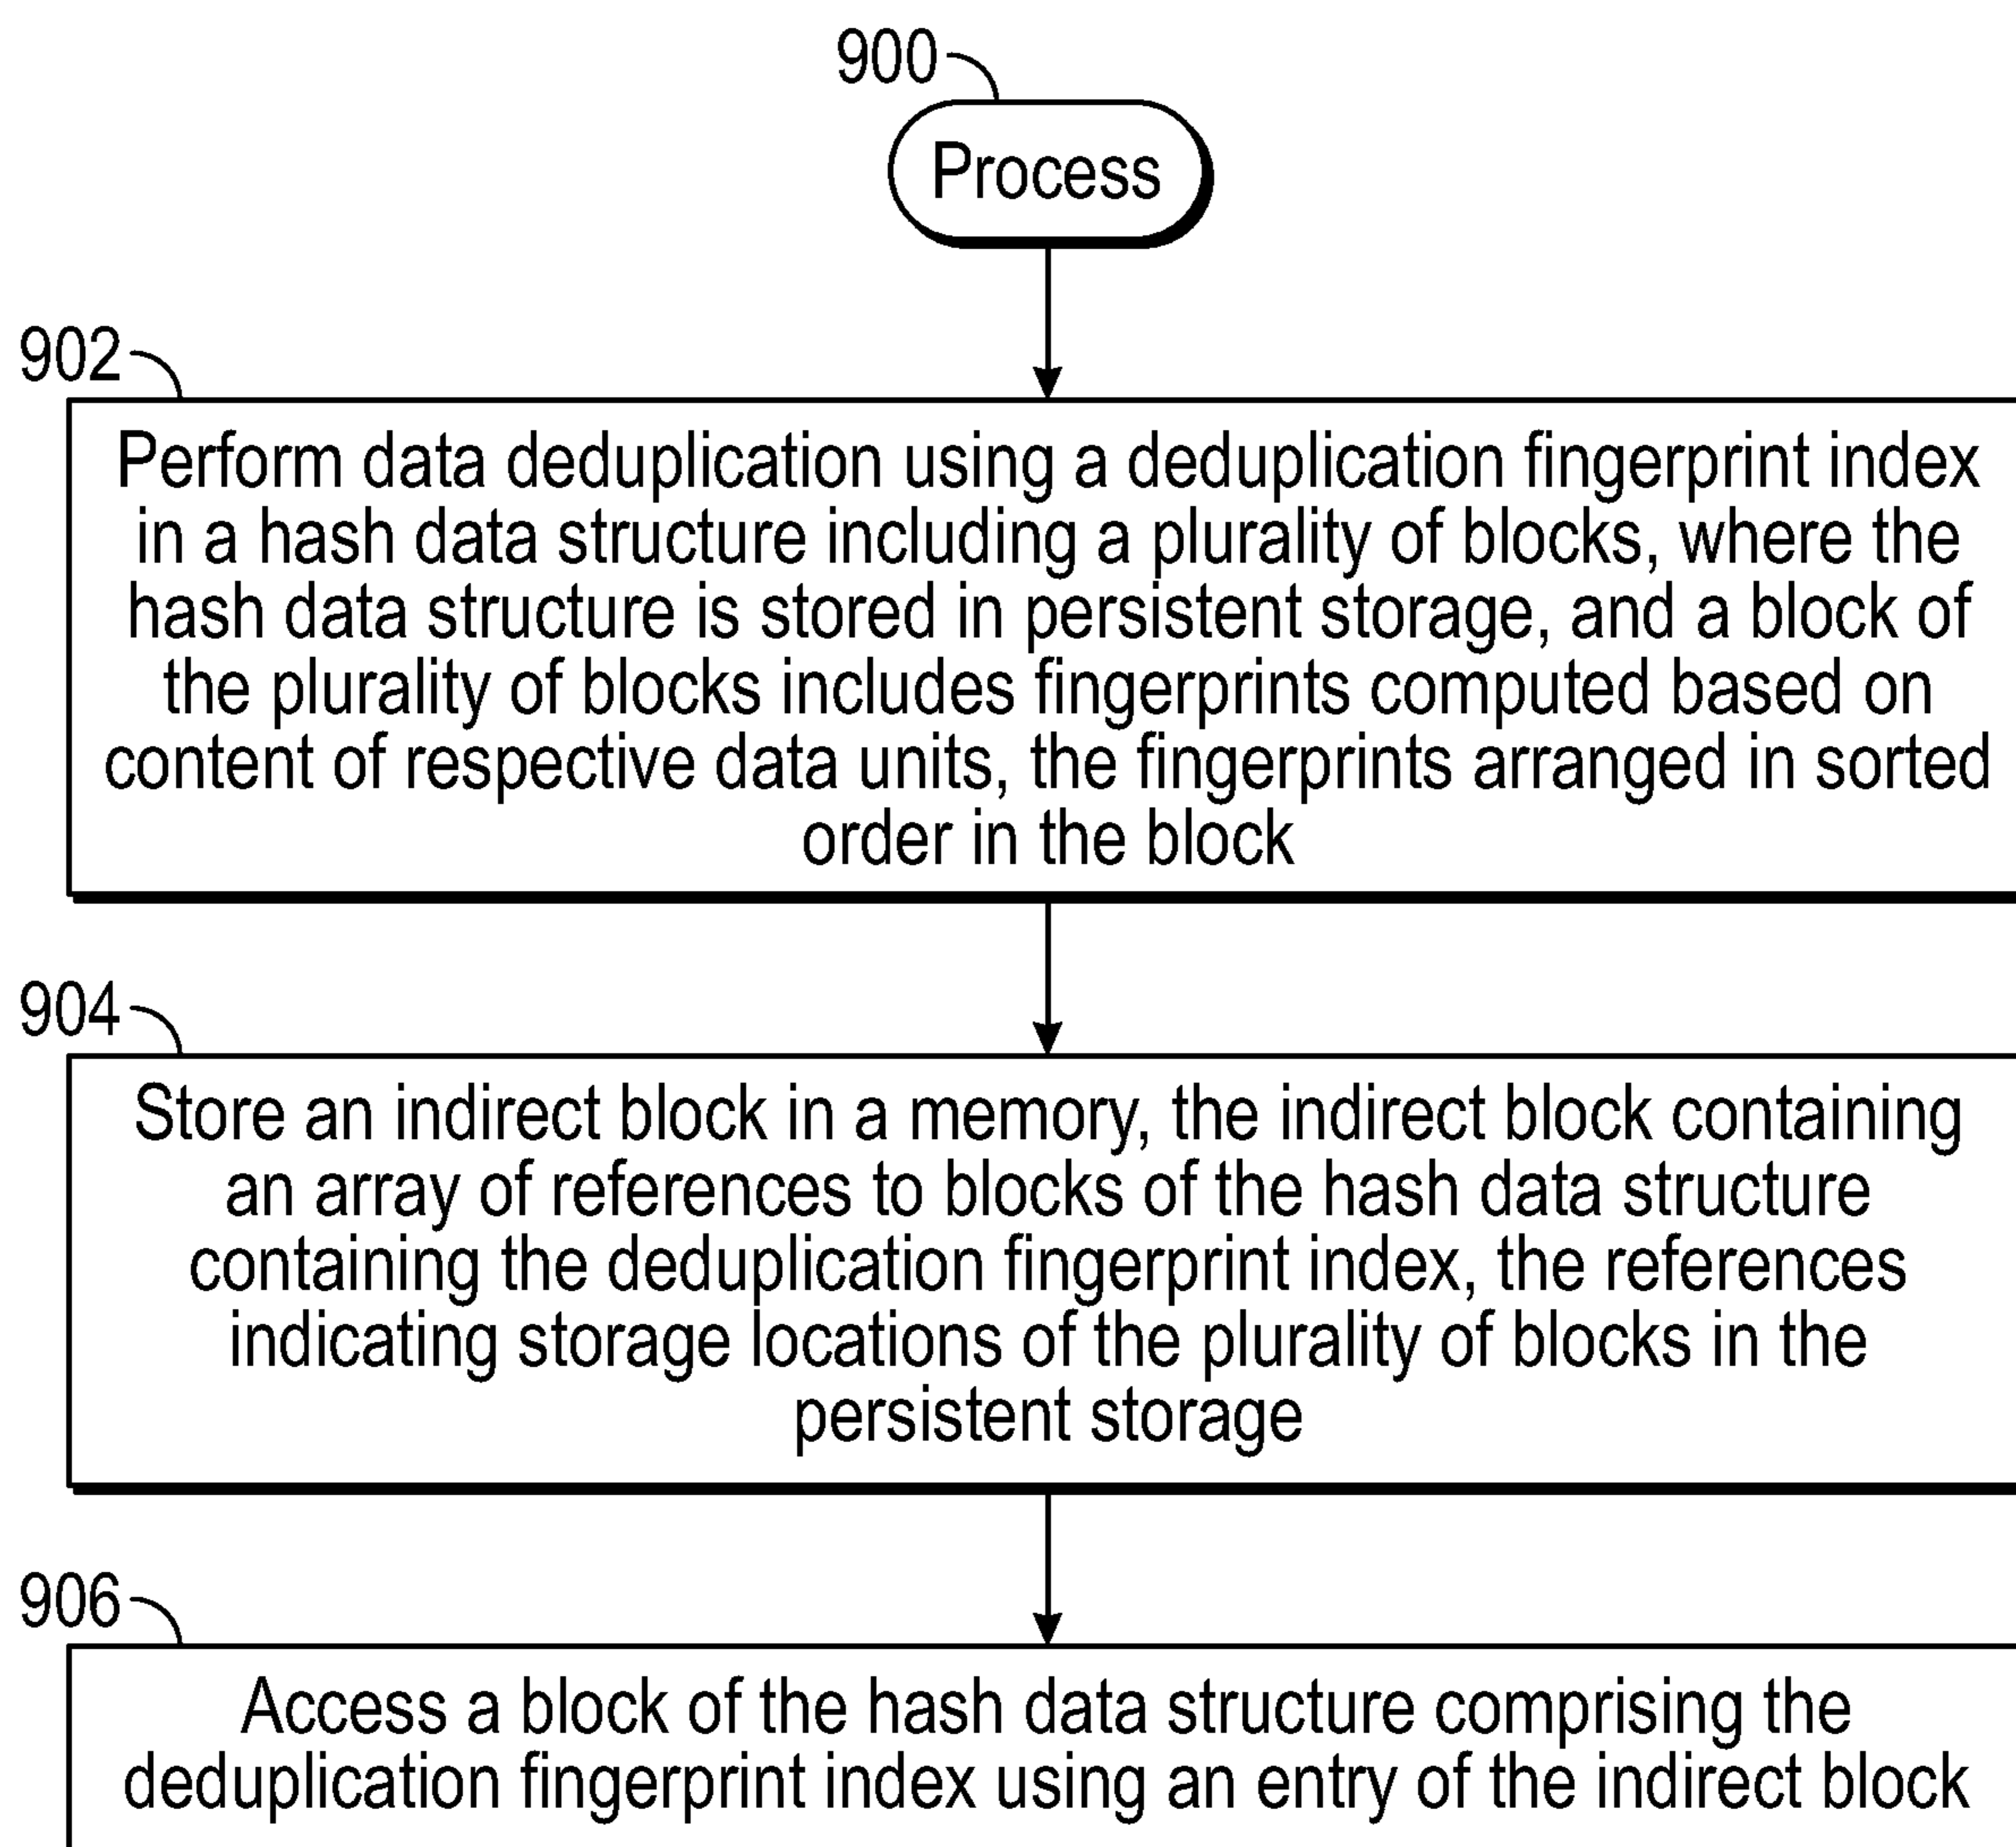 900
Process
902
Perform data deduplication using a deduplication fingerprint index
in a hash data structure including a plurality of blocks, where the
hash data structure is stored in persistent storage, and a block of
the plurality of blocks includes fingerprints computed based on
content of respective data units, the fingerprints arranged in sorted
order in the block
904
Store an indirect block in a memory, the indirect block containing
an array of references to blocks of the hash data structure
containing the deduplication fingerprint index, the references
indicating storage locations of the plurality of blocks in the
persistent storage
906
Access a block of the hash data structure comprising the
deduplication fingerprint index using an entry of the indirect block